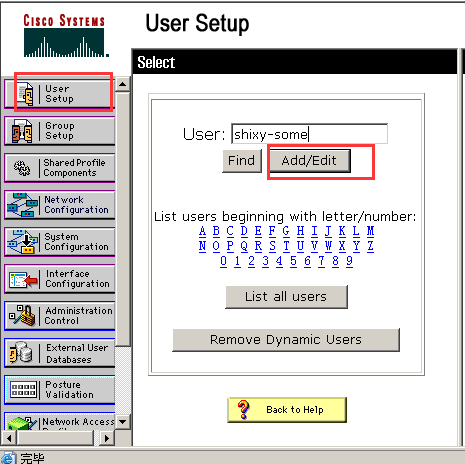 CISCO SYSTEMS
User Setup
Select
User
Setup
Group
Setup
Shared Profile
Components
Network
Configuration
System
Configuration
Interface
Configuration
Administration
Control
External User
Databases
Posture
Validation
Network Access
User: shixy-some
Find Add/Edit
List users beginning with letter/number:
A B C D E F G H I J K L M
N O P Q R S T U V W X Y Z
0 1 2 3 4 5 6 7 8 9
List all users
Remove Dynamic Users
? Back to Help
完毕